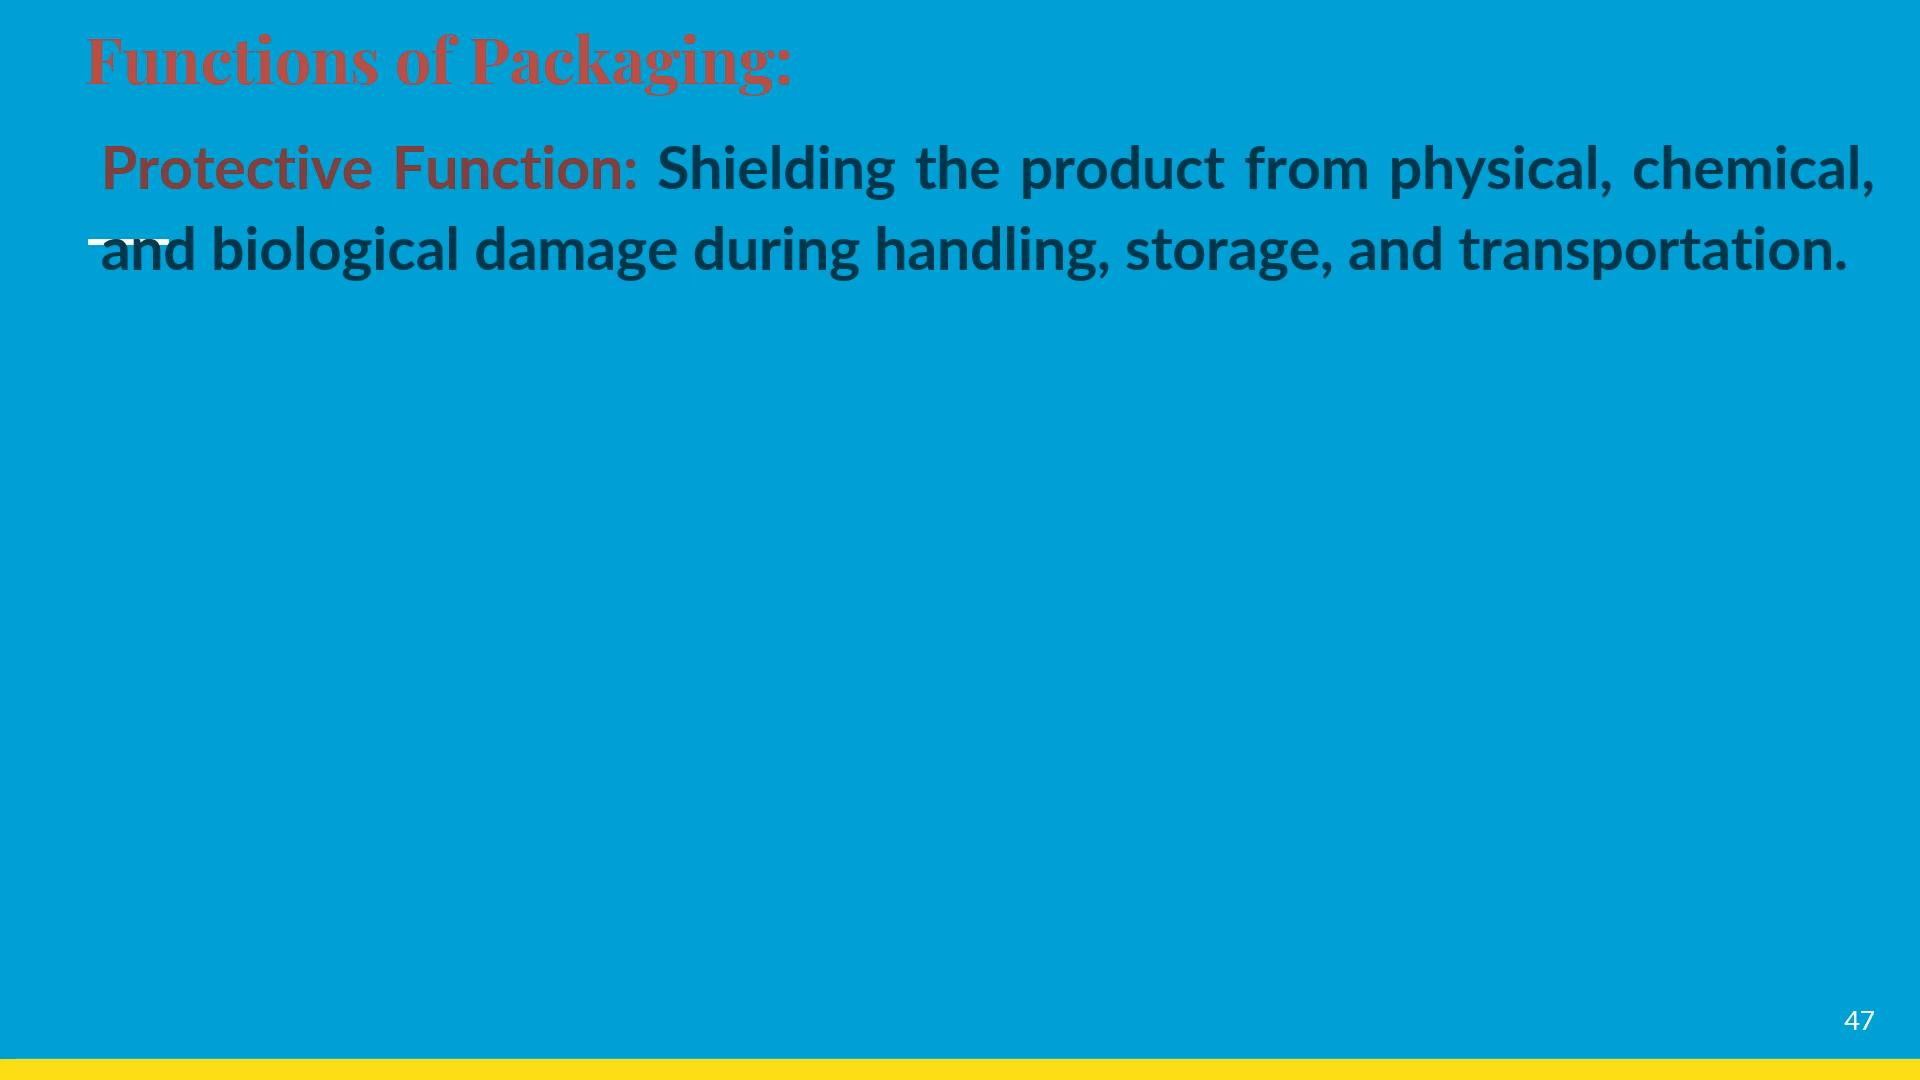 Functions of Packaging:
Protective Function: Shielding the product from physical, chemical,
and biological damage during handling, storage, and transportation.
47